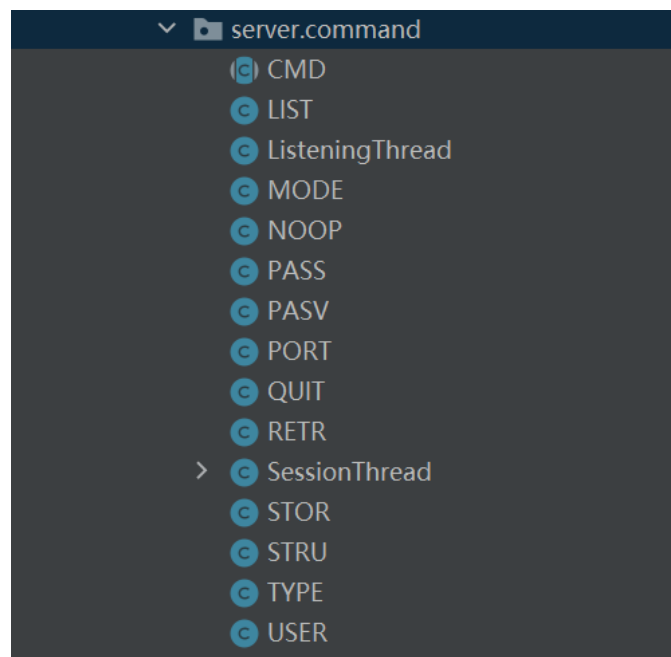 server.command
CMD
LIST
ListeningThread
MODE
NOOP
PASS
PASV
PORT
QUIT
RETR
SessionThread
STOR
STRU
TYPE
USER